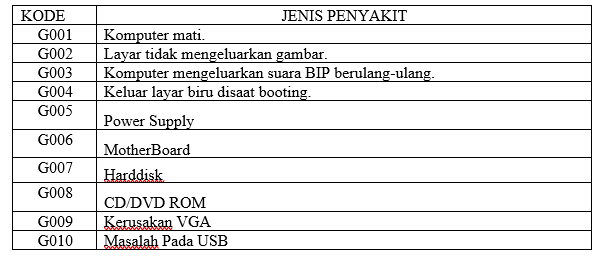 KODE JENIS PENYAKIT
G001 Komputer mati.
G002 Layar tidak mengeluarkan gambar.
G003 Komputer mengeluarkan suara BIP berulang-ulang.
G004 Keluar layar biru disaat booting.
G005 Power Supply
G006 MotherBoard
G007 Harddisk
G008 CD/DVD ROM
G009 Kerusakan VGA
G010 Masalah Pada USB